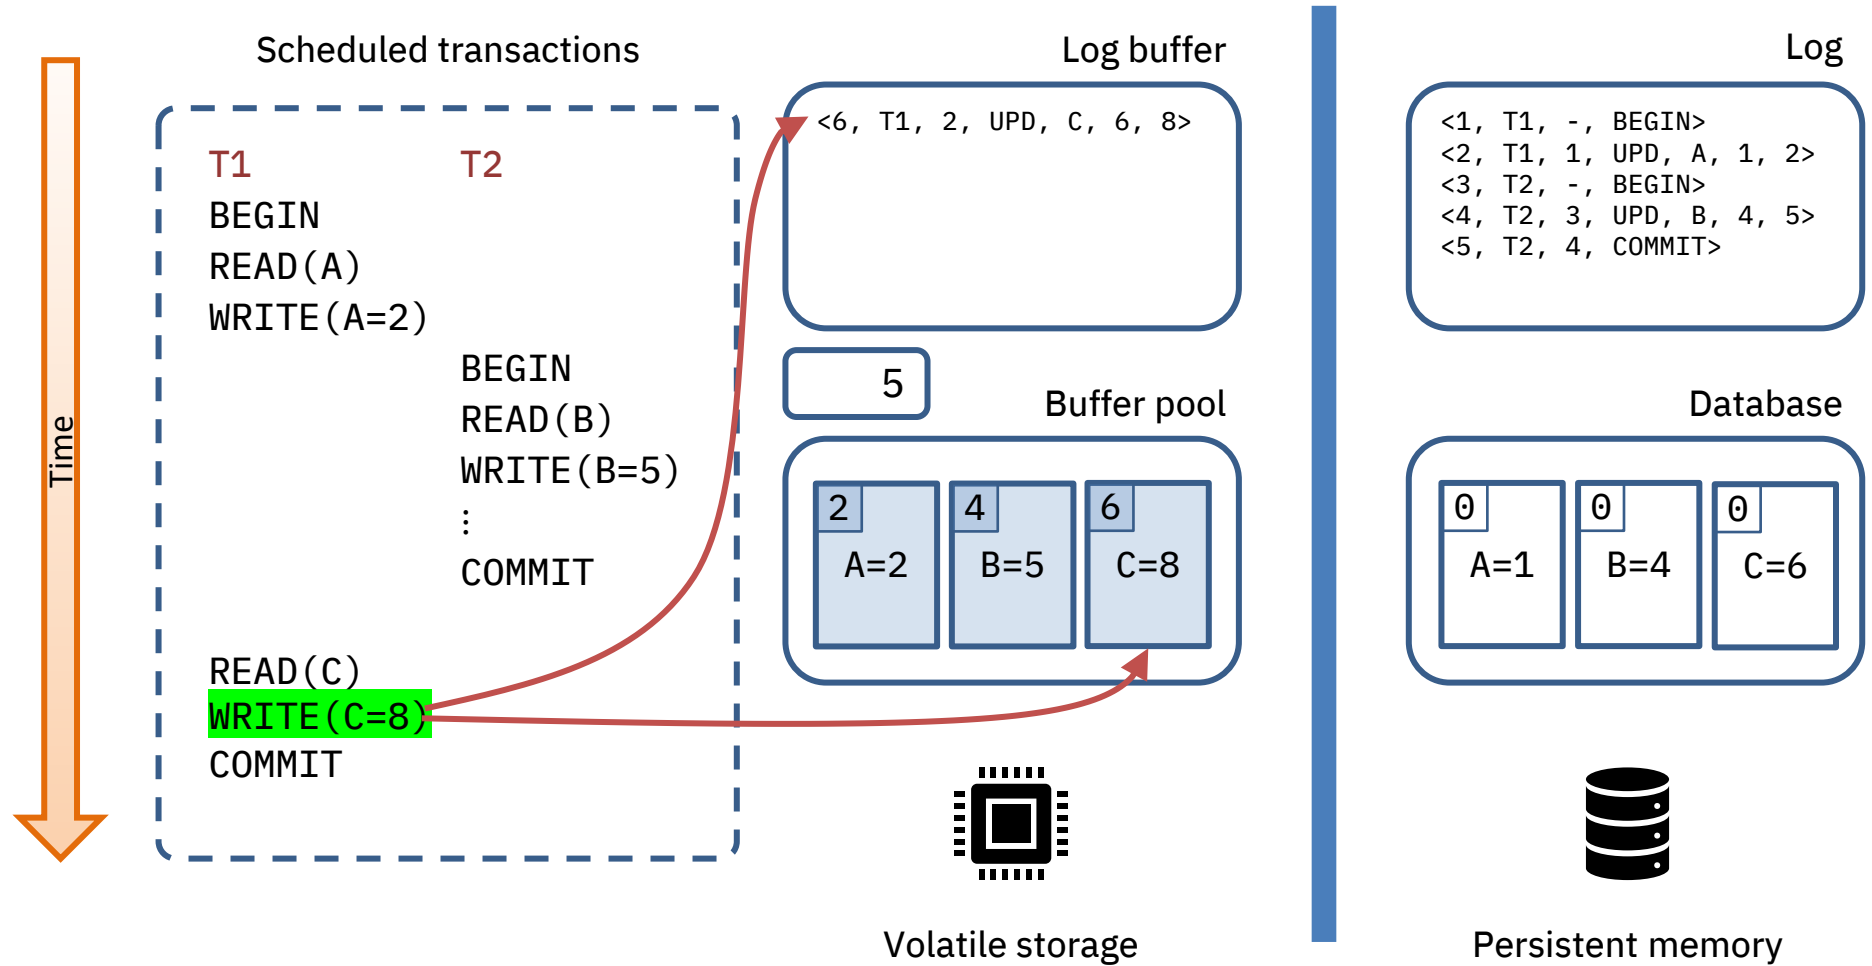 Scheduled transactions
Time
T1 T2
BEGIN
READ(A)
WRITE(A=2)
BEGIN
READ(B)
WRITE(B=5)
⋮
COMMIT
READ(C)
WRITE(C=8)
COMMIT
Log buffer
<6, T1, 2, UPD, C, 6, 8>
5
Buffer pool
2 4 6
A=2 B=5 C=8
Volatile storage
Log
<1, T1, -, BEGIN>
<2, T1, 1, UPD, A, 1, 2>
<3, T2, -, BEGIN>
<4, T2, 3, UPD, B, 4, 5>
<5, T2, 4, COMMIT>
Database
0 0 0
A=1 B=4 C=6
Persistent memory